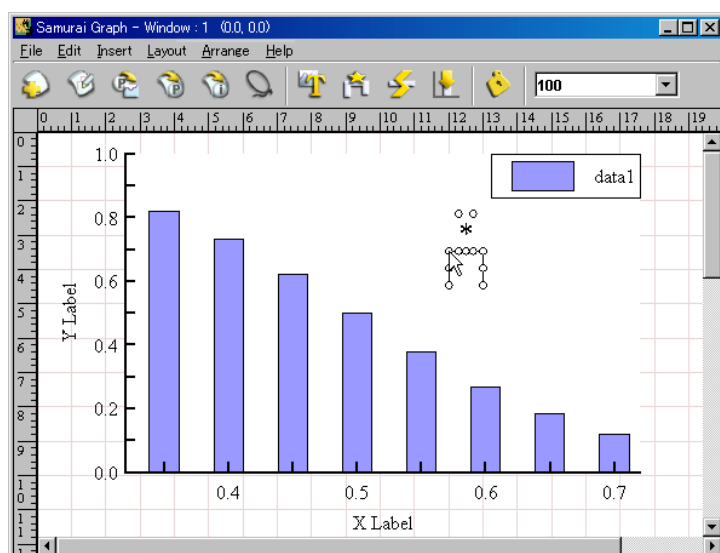 Samurai Graph - Window : 1 (0.0, 0.0)
File Edit Insert Layout Arrange Help
100
0 1 2 3 4 5 6 7 8 9 10 11 12 13 14 15 16 17 18 19
0
1
2
3
4
5
6
7
8
9
10
11
1.0
0.8
0.6
0.4
0.2
0.0
Y Label
data1
*
0.4 0.5 0.6 0.7
X Label